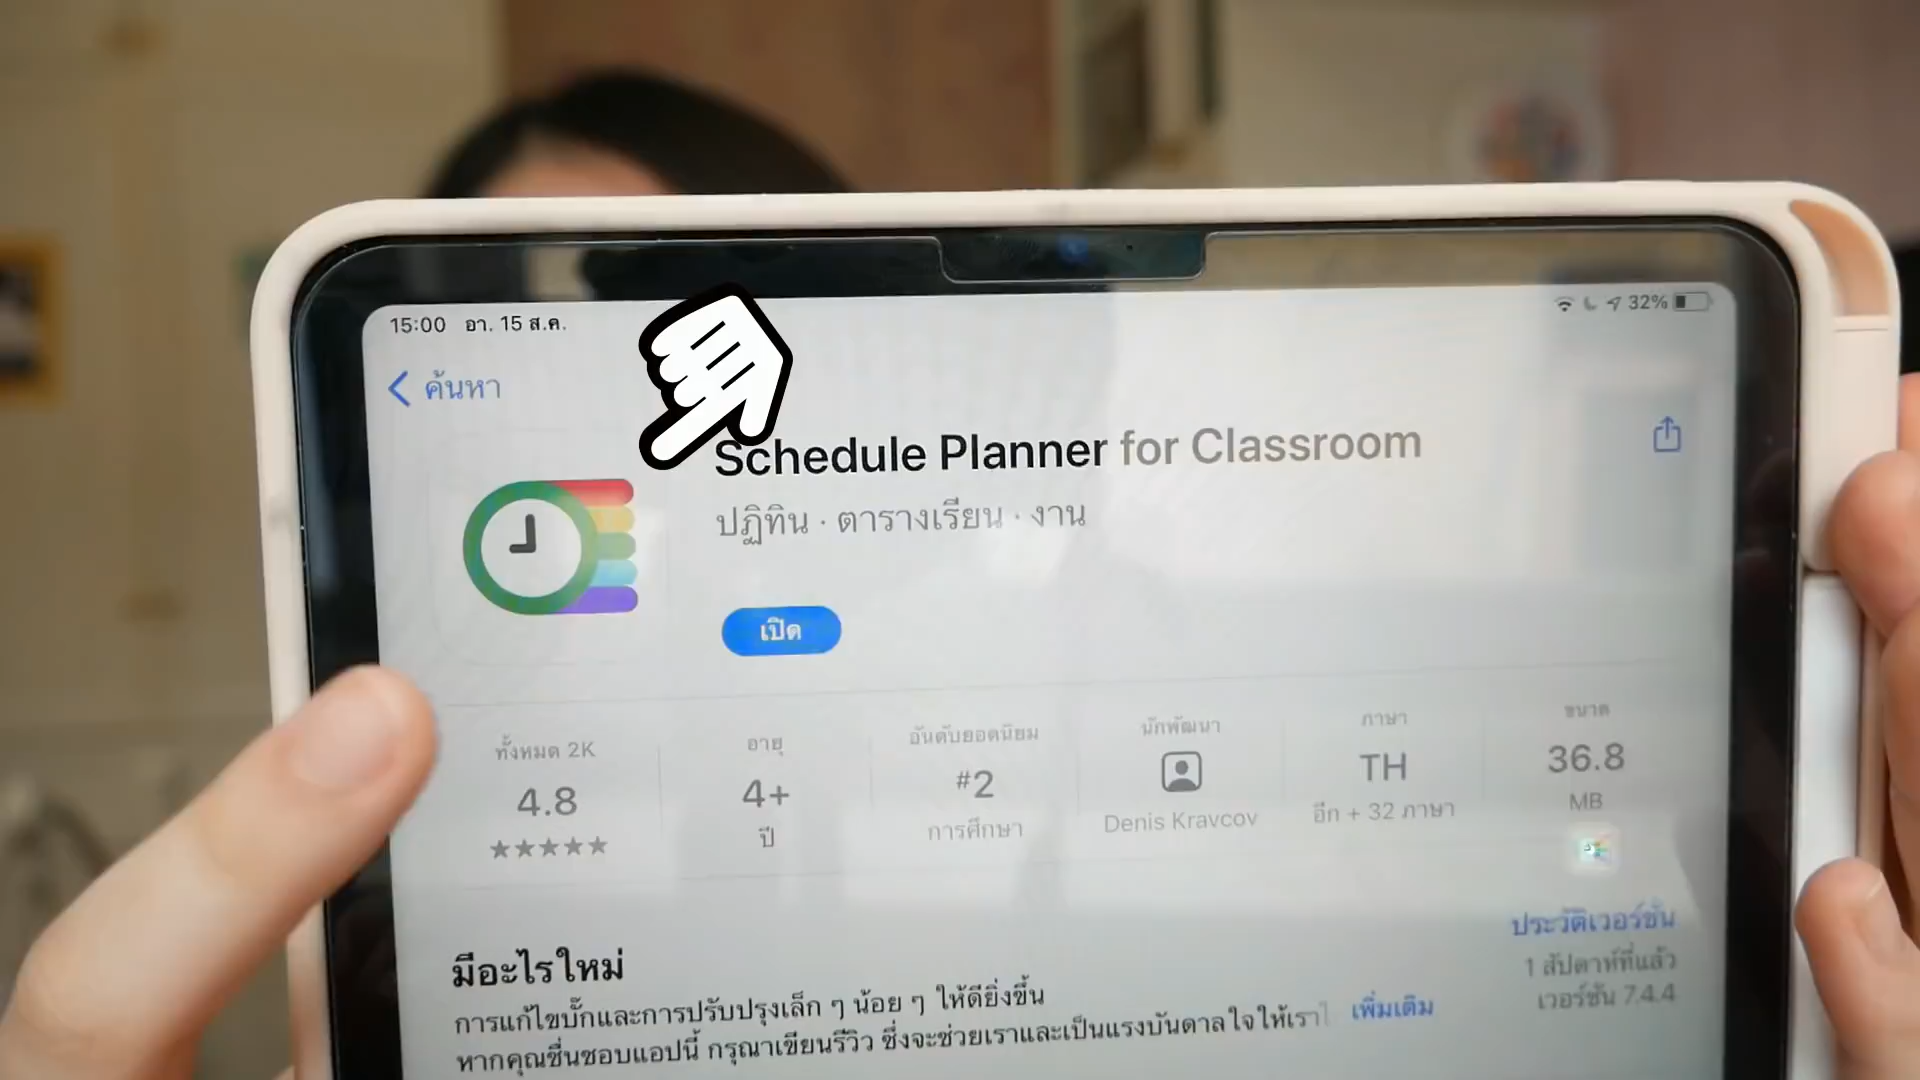 15:00 อา. 15 ส.ค.
32%
ค้นหา
Schedule Planner for Classroom
ปฏิทิน · ตารางเรียน · งาน
เปิด
ทั้งหมด 2K
4.8
★★★★★
อายุ
4+
ปี
อันดับยอดนิยม
#2
การศึกษา
นักพัฒนา
Denis Kravcov
ภาษา
TH
อีก + 32 ภาษา
ขนาด
36.8
MB
มีอะไรใหม่
ประวัติเวอร์ชั่น
1 สัปดาห์ที่แล้ว
เวอร์ชัน 7.4.4
การแก้ไขบั๊กและการปรับปรุงเล็ก ๆ น้อย ๆ ให้ดียิ่งขึ้น
หากคุณชื่นชอบแอปนี้ กรุณาเขียนรีวิว ซึ่งจะช่วยเราและเป็นแรงบันดาลใจให้เรา เพิ่มเติม